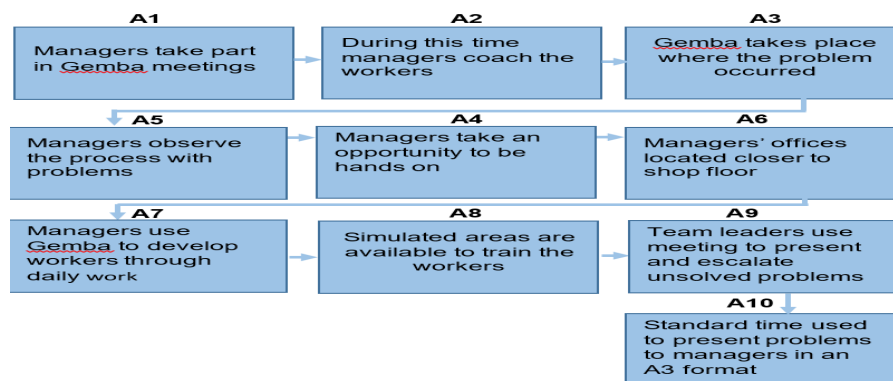 A1
Managers take part
in Gemba meetings
A2
During this time
managers coach the
workers
A3
Gemba takes place
where the problem
occurred
A5
Managers observe
the process with
problems
A4
Managers take an
opportunity to be
hands on
A6
Managers' offices
located closer to
shop floor
A7
Managers use
Gemba to develop
workers through
daily work
A8
Simulated areas are
available to train the
workers
A9
Team leaders use
meeting to present
and escalate
unsolved problems
A10
Standard time used
to present problems
to managers in an
A3 format